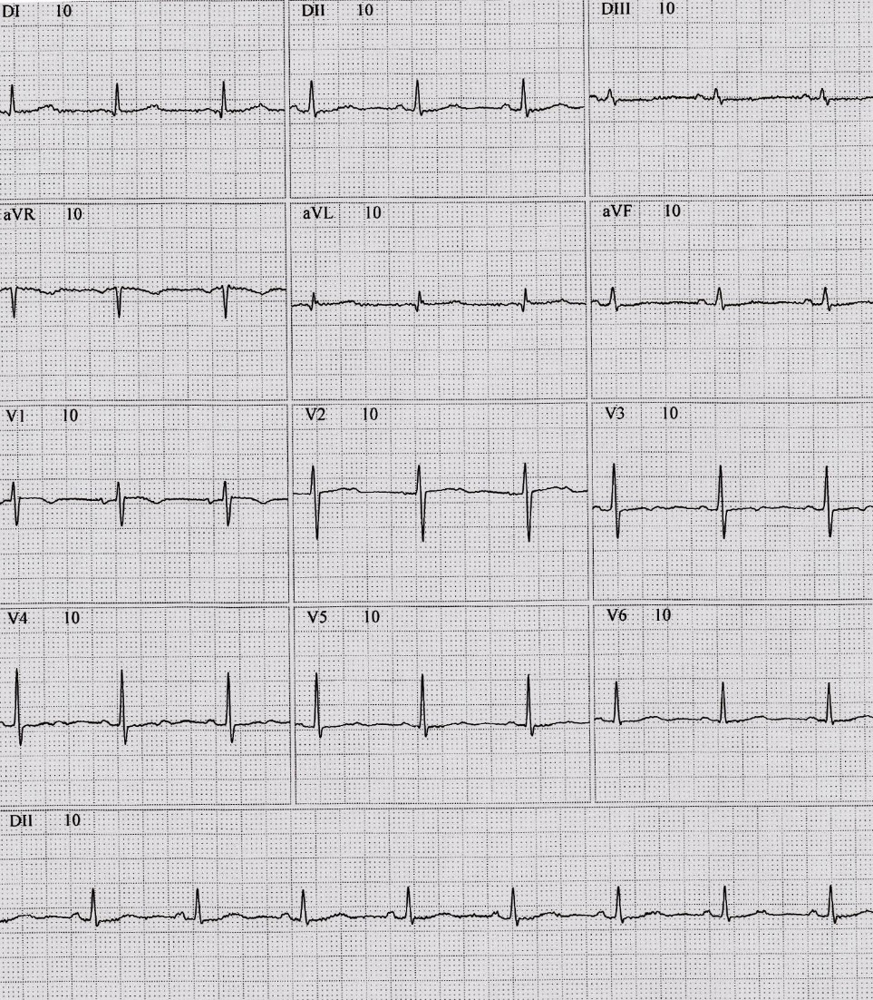 DI 10
DII 10
DIII 10
aVR 10
aVL 10
aVF 10
V1 10
V2 10
V3 10
V4 10
V5 10
V6 10
DII 10